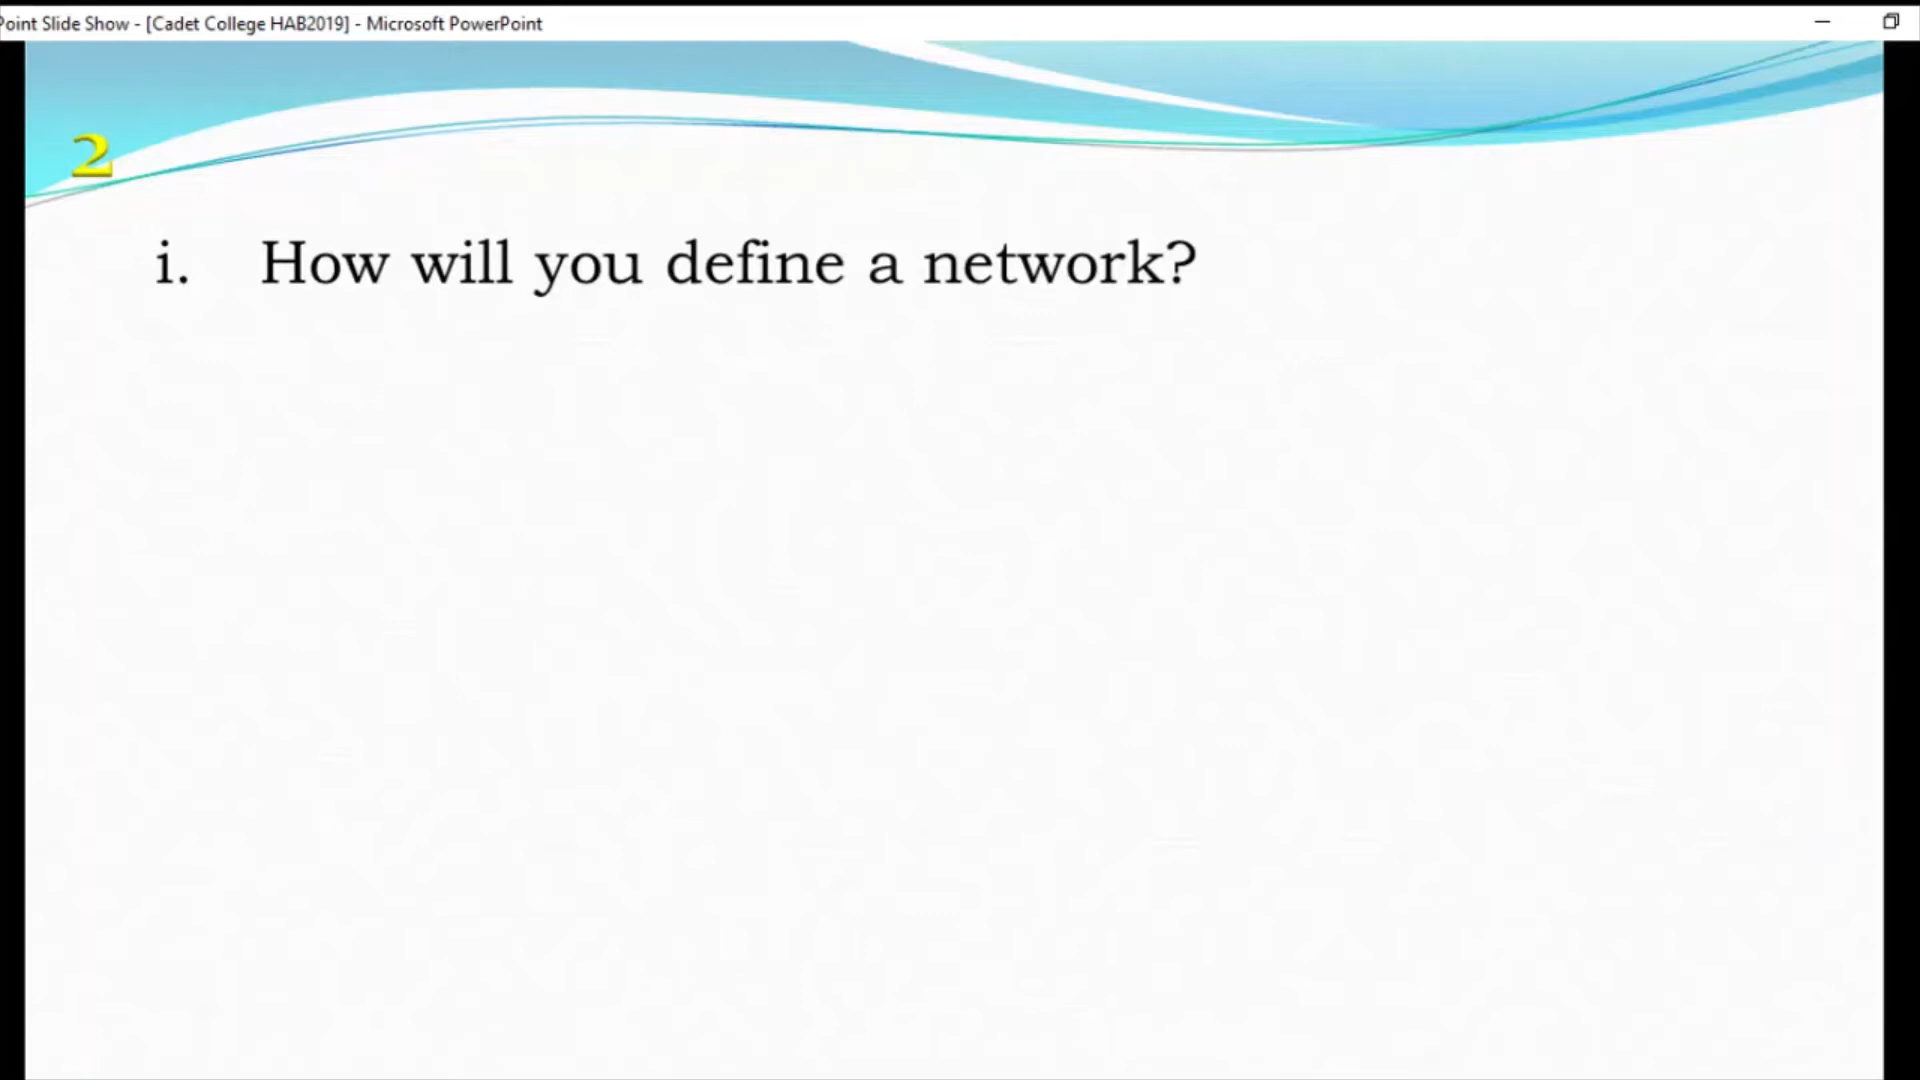 Point Slide Show - [Cadet College HAB2019] - Microsoft PowerPoint
2
i. How will you define a network?